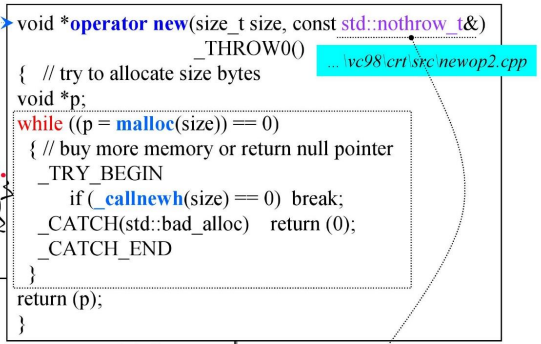 void *operator new(size_t size, const std::nothrow_t&)
_THROW0()
...\vc98\crt\src\newop2.cpp
{ // try to allocate size bytes
void *p;
while ((p = malloc(size)) == 0)
{ // buy more memory or return null pointer
_TRY_BEGIN
if (_callnewh(size) == 0) break;
_CATCH(std::bad_alloc) return (0);
_CATCH_END
}
return (p);
}